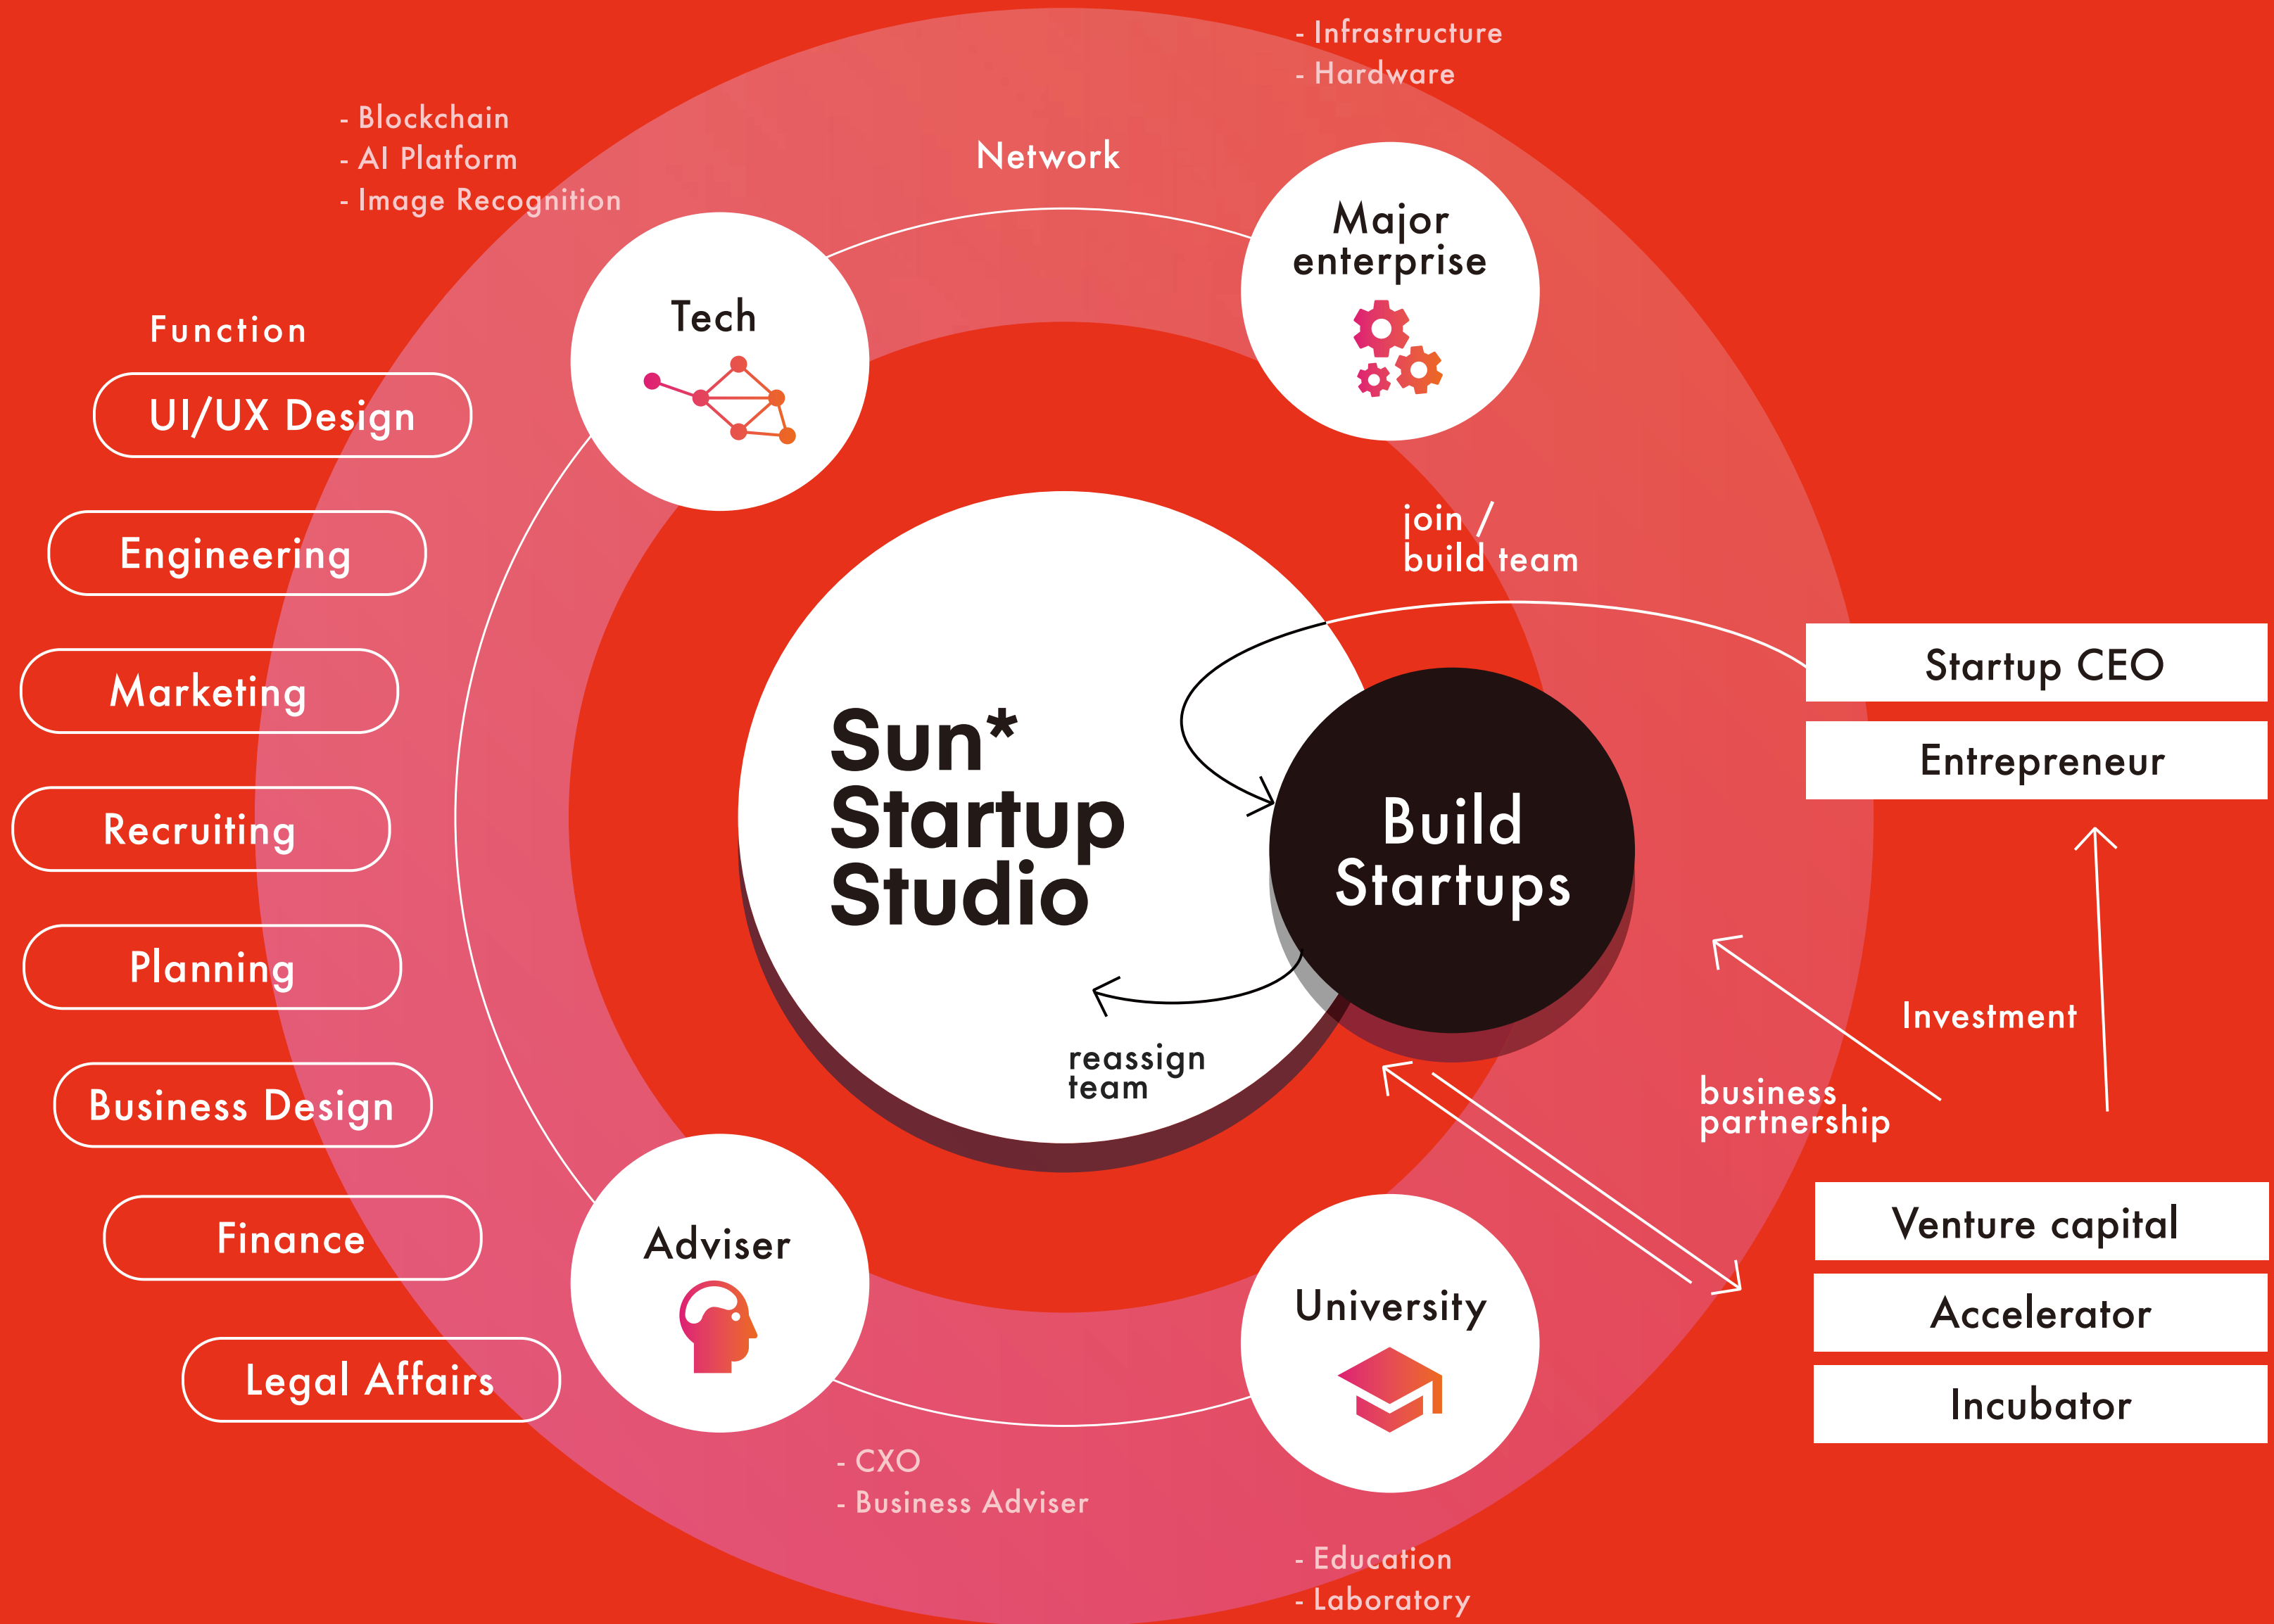 - Infrastructure
- Hardware
- Blockchain
- AI Platform
- Image Recognition
Network
Major
enterprise
Tech
Function
UI/UX Design
Engineering
Marketing
Recruiting
Planning
Business Design
Finance
Legal Affairs
join /
build team
Startup CEO
Entrepreneur
Sun*
Startup
Studio
Build
Startups
reassign
team
Investment
business
partnership
Venture capital
Accelerator
Incubator
Adviser
University
- CXO
- Business Adviser
- Education
- Laboratory